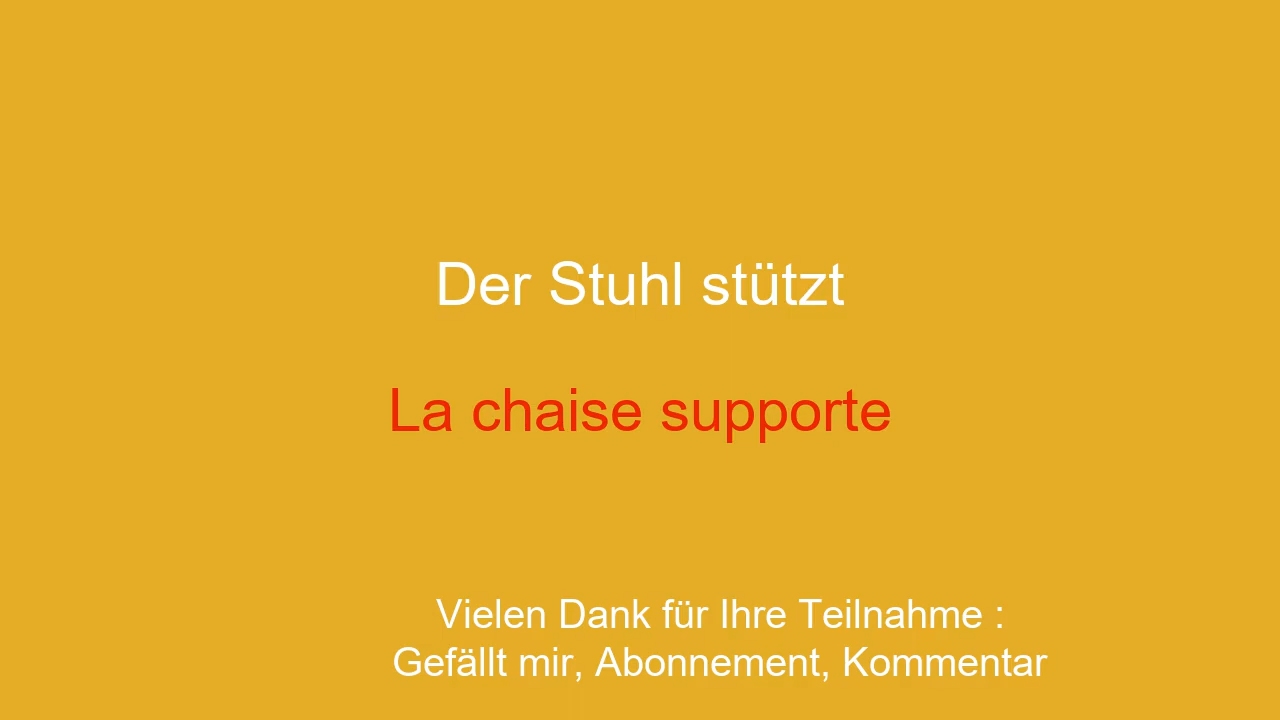 Der Stuhl stützt
La chaise supporte
Vielen Dank für Ihre Teilnahme :
Gefällt mir, Abonnement, Kommentar